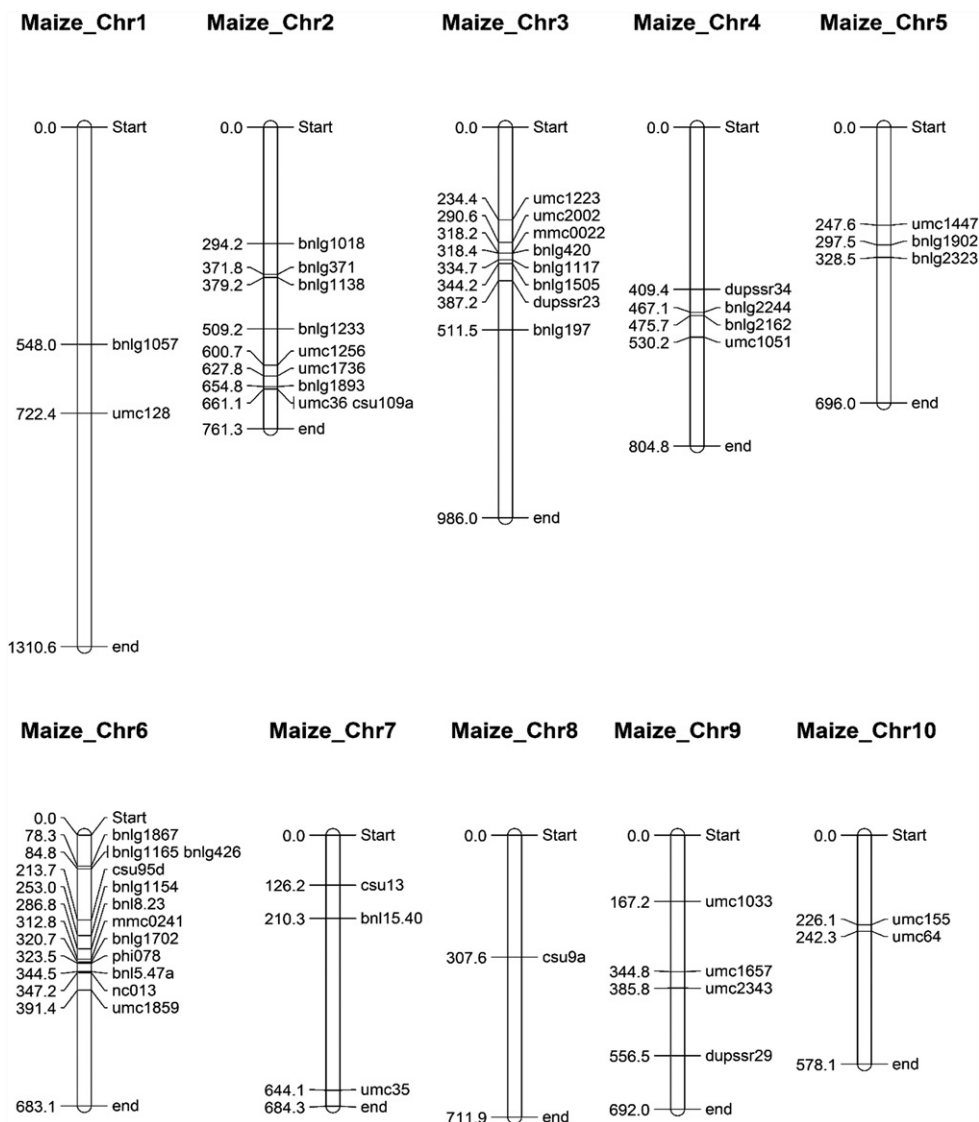 Maize_Chr1 Maize_Chr2 Maize_Chr3 Maize_Chr4 Maize_Chr5
0.0 Start
548.0 bnlg1057
722.4 umc128
1310.6 end
0.0 Start
294.2 bnlg1018
371.8 bnlg371
379.2 bnlg1138
509.2 bnlg1233
600.7 umc1256
627.8 umc1736
654.8 bnlg1893
661.1 umc36 csu109a
761.3 end
0.0 Start
234.4 umc1223
290.6 umc2002
318.2 mmc0022
318.4 bnlg420
334.7 bnlg1117
344.2 bnlg1505
387.2 dupssr23
511.5 bnlg197
986.0 end
0.0 Start
409.4 dupssr34
467.1 bnlg2244
475.7 bnlg2162
530.2 umc1051
804.8 end
0.0 Start
247.6 umc1447
297.5 bnlg1902
328.5 bnlg2323
696.0 end
Maize_Chr6 Maize_Chr7 Maize_Chr8 Maize_Chr9 Maize_Chr10
0.0 Start
78.3 bnlg1867
84.8 bnlg1165 bnlg426
213.7 csu95d
253.0 bnlg1154
286.8 bnl8.23
312.8 mmc0241
320.7 bnlg1702
323.5 phi078
344.5 bnl5.47a
347.2 nc013
391.4 umc1859
683.1 end
0.0 Start
126.2 csu13
210.3 bnl15.40
644.1 umc35
684.3 end
0.0 Start
307.6 csu9a
711.9 end
0.0 Start
167.2 umc1033
344.8 umc1657
385.8 umc2343
556.5 dupssr29
692.0 end
0.0 Start
226.1 umc155
242.3 umc64
578.1 end